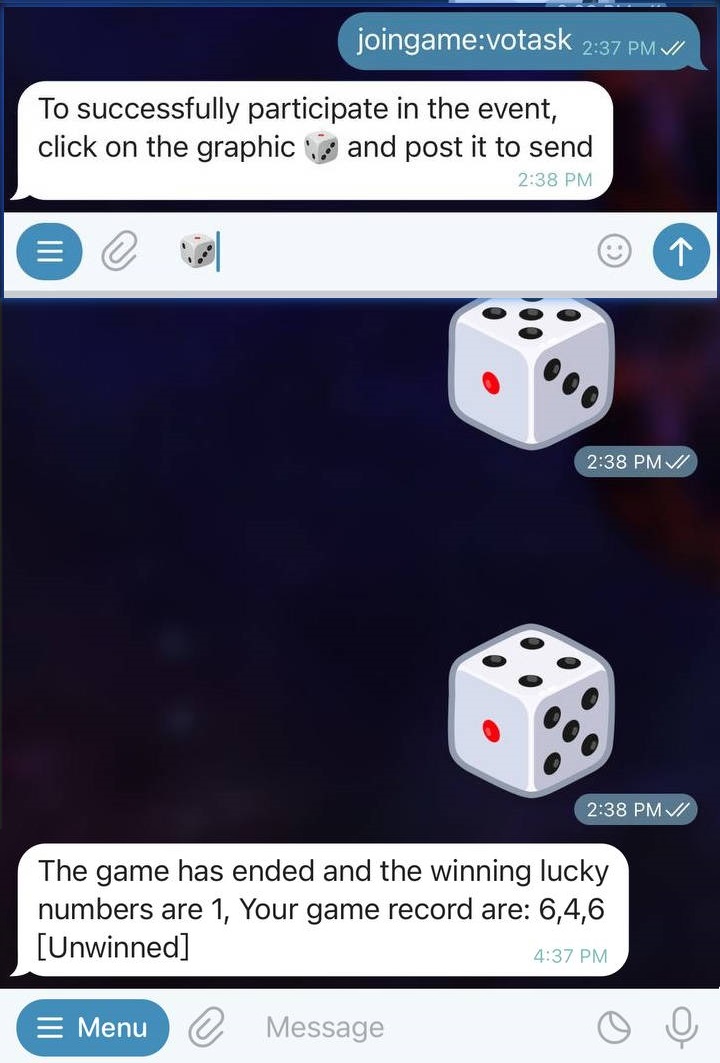 joingame:votask 2:37 PM
To successfully participate in the event,
click on the graphic 🎲 and post it to send
2:38 PM
🎲
2:38 PM
2:38 PM
The game has ended and the winning lucky
numbers are 1, Your game record are: 6,4,6
[Unwinned]
4:37 PM
Menu
Message